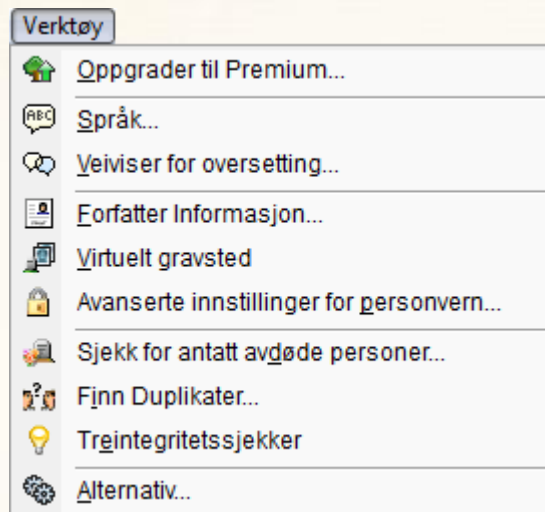 Verktøy
Oppgrader til Premium...
ABC
Språk...
Veiviser for oversetting...
Forfatter Informasjon...
Virtuelt gravsted
Avanserte innstillinger for personvern...
Sjekk for antatt avdøde personer...
?
Finn Duplikater...
Treintegritetssjekker
Alternativ...